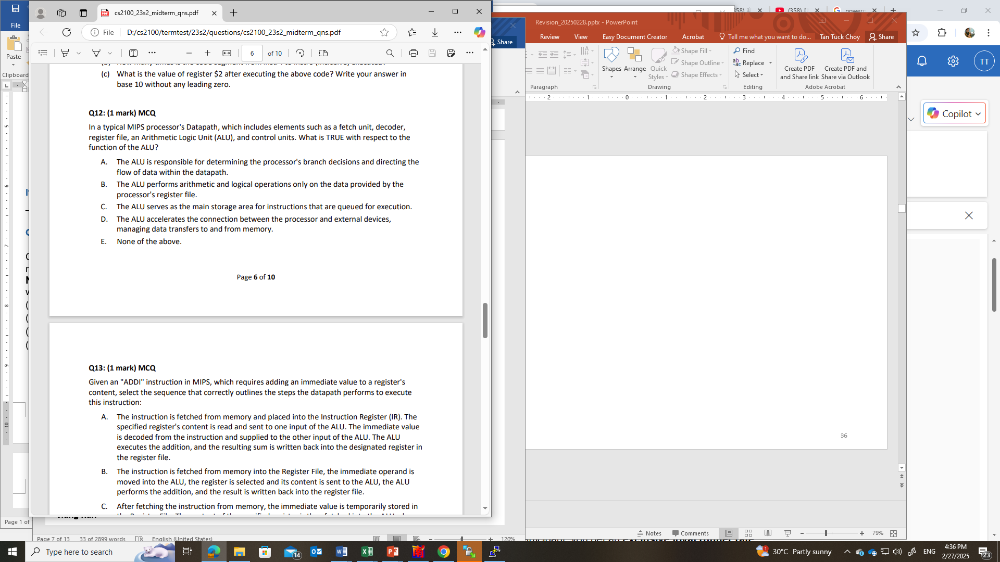 cs2100_23s2_midterm_qns.pdf
File
D:/cs2100/termtest/23s2/questions/cs2100_23s2_midterm_qns.pdf
6 of 10
(c) What is the value of register $2 after executing the above code? Write your answer in
base 10 without any leading zero.
Q12: (1 mark) MCQ
In a typical MIPS processor's Datapath, which includes elements such as a fetch unit, decoder,
register file, an Arithmetic Logic Unit (ALU), and control units. What is TRUE with respect to the
function of the ALU?
A. The ALU is responsible for determining the processor's branch decisions and directing the
flow of data within the datapath.
B. The ALU performs arithmetic and logical operations only on the data provided by the
processor's register file.
C. The ALU serves as the main storage area for instructions that are queued for execution.
D. The ALU accelerates the connection between the processor and external devices,
managing data transfers to and from memory.
E. None of the above.
Page 6 of 10
Q13: (1 mark) MCQ
Given an "ADDI" instruction in MIPS, which requires adding an immediate value to a register's
content, select the sequence that correctly outlines the steps the datapath performs to execute
this instruction:
A. The instruction is fetched from memory and placed into the Instruction Register (IR). The
specified register's content is read and sent to one input of the ALU. The immediate value
is decoded from the instruction and supplied to the other input of the ALU. The ALU
executes the addition, and the resulting sum is written back into the designated register in
the register file.
B. The instruction is fetched from memory into the Register File, the immediate operand is
moved into the ALU, the register is selected and its content is sent to the ALU, the ALU
performs the addition, and the result is written back into the register file.
C. After fetching the instruction from memory, the immediate value is temporarily stored in
File
Paste
Clipboard
Page 1 of
Share
Page 7 of 13 33 of 2899 words English (United States) 120%
Revision_20250228.pptx - PowerPoint
Review View Easy Document Creator Acrobat Tell me what you want to do... Tan Tuck Choy Share
Shapes Arrange Quick Styles
Shape Fill
Shape Outline
Shape Effects
Find
Replace
Select
Create PDF and Share link
Create PDF and Share via Outlook
Paragraph Drawing Editing Adobe Acrobat
2 1 0 1 2 3 4 5 6
36
Notes Comments 79%
(358)
TT
Copilot
Type here to search
14
30°C Partly sunny
ENG
4:36 PM
2/27/2025
23